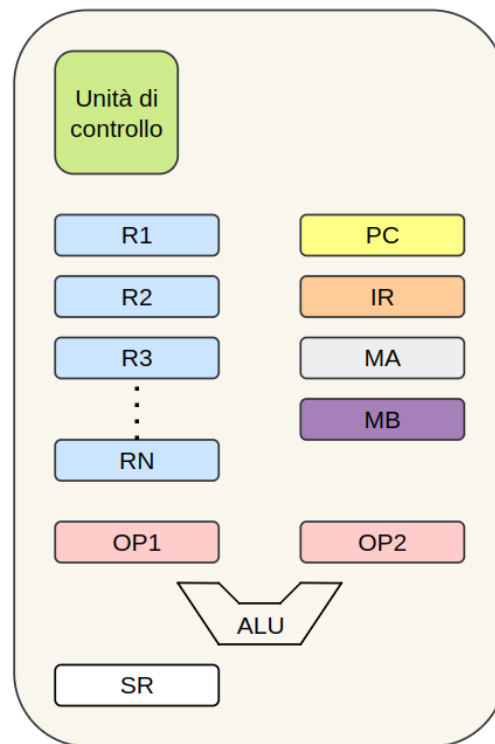 Unità di
controllo
R1
PC
R2
IR
R3
MA
MB
RN
OP1
OP2
ALU
SR